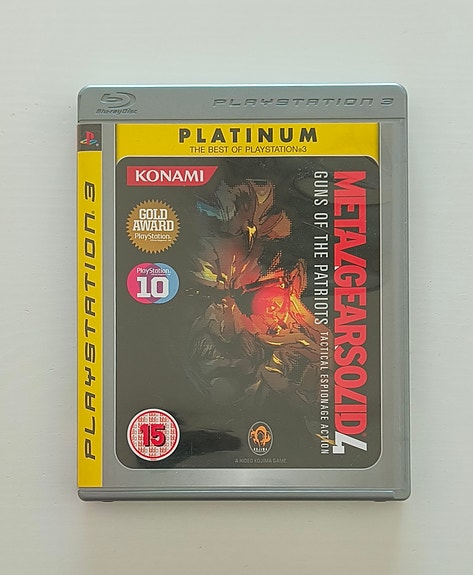 Blu-ray Disc
PLAYSTATION 3
PLAYSTATION 3
PLATINUM
THE BEST OF PLAYSTATION®3
KONAMI
GOLD
AWARD
PlayStation
PlayStation
10
METAL GEAR SOLID 4
GUNS OF THE PATRIOTS
TACTICAL ESPIONAGE ACTION
15
KOJIMA
A HIDEO KOJIMA GAME